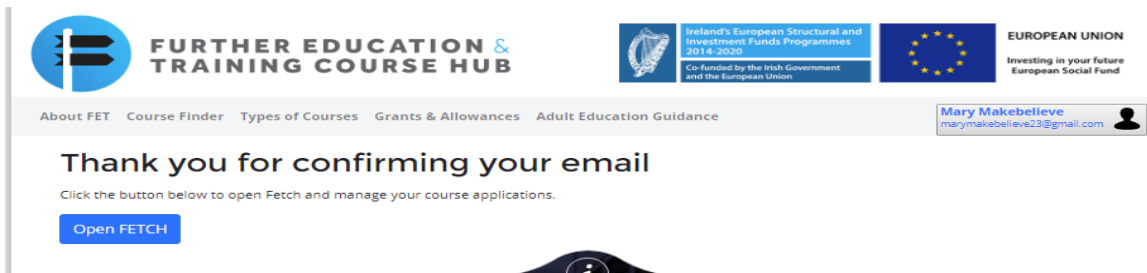 FURTHER EDUCATION &
TRAINING COURSE HUB
Ireland's European Structural and
Investment Funds Programmes
2014-2020
Co-funded by the Irish Government
and the European Union
EUROPEAN UNION
Investing in your future
European Social Fund
About FET Course Finder Types of Courses Grants & Allowances Adult Education Guidance
Mary Makebelieve
marymakebelieve23@gmail.com
Thank you for confirming your email
Click the button below to open Fetch and manage your course applications.
Open FETCH
i